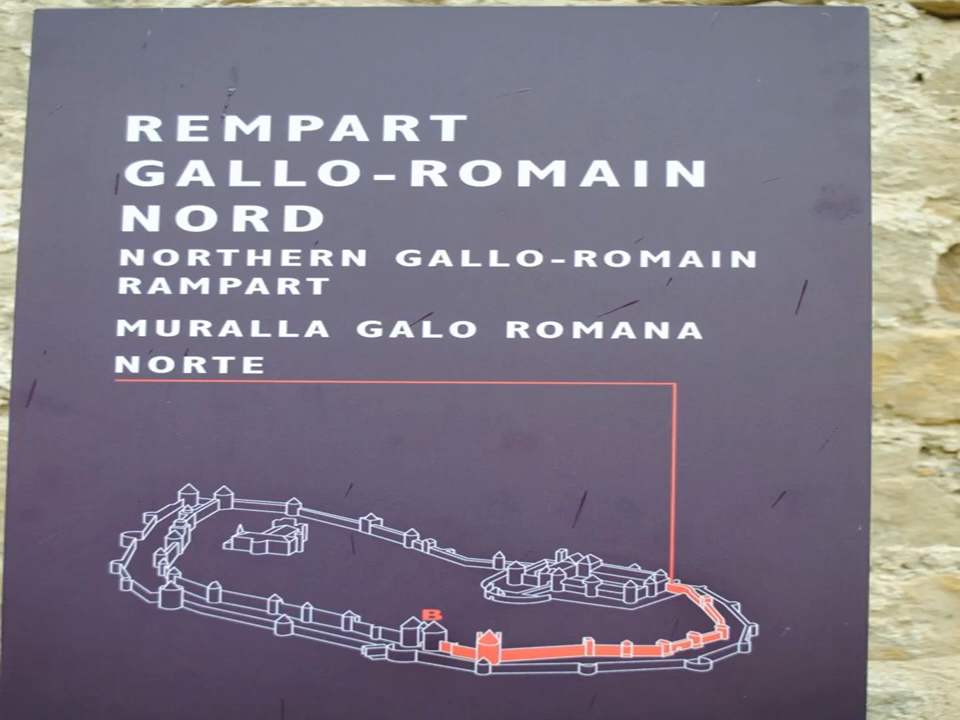 REMPART
GALLO-ROMAIN
NORD
NORTHERN GALLO-ROMAIN
RAMPART
MURALLA GALO ROMANA
NORTE
B